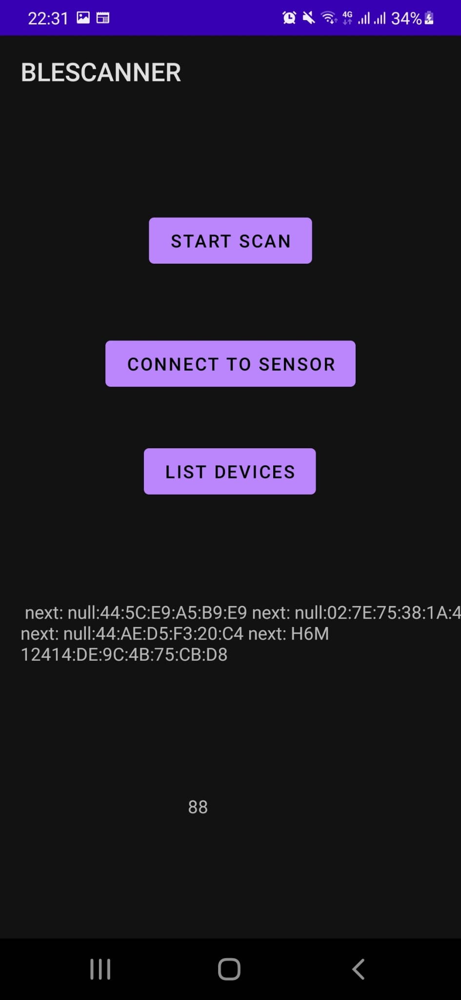 22:31 4G 34%
BLESCANNER
START SCAN
CONNECT TO SENSOR
LIST DEVICES
next: null:44:5C:E9:A5:B9:E9 next: null:02:7E:75:38:1A:4
next: null:44:AE:D5:F3:20:C4 next: H6M
12414:DE:9C:4B:75:CB:D8
88